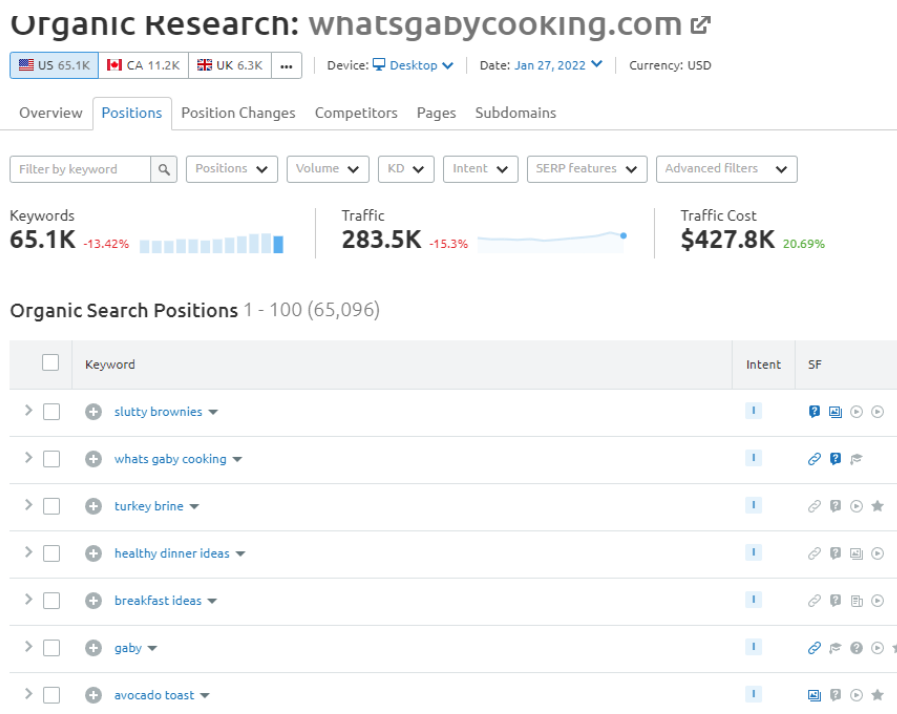 Organic Research: whatsgabycooking.com
US 65.1K CA 11.2K UK 6.3K ... Device: Desktop Date: Jan 27, 2022 Currency: USD
Overview Positions Position Changes Competitors Pages Subdomains
Filter by keyword Positions Volume KD Intent SERP features Advanced filters
Keywords Traffic Traffic Cost
65.1K -13.42% 283.5K -15.3% $427.8K 20.69%
Organic Search Positions 1 - 100 (65,096)
Keyword Intent SF
slutty brownies I
whats gaby cooking I
turkey brine I
healthy dinner ideas I
breakfast ideas I
gaby I
avocado toast I